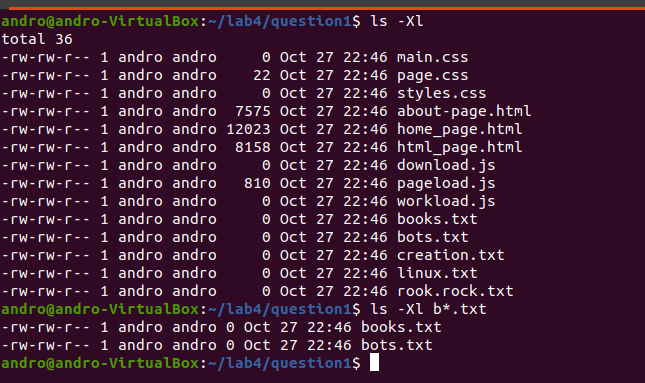 andro@andro-VirtualBox:~/lab4/question1$ ls -Xl
total 36
-rw-rw-r-- 1 andro andro     0 Oct 27 22:46 main.css
-rw-rw-r-- 1 andro andro    22 Oct 27 22:46 page.css
-rw-rw-r-- 1 andro andro     0 Oct 27 22:46 styles.css
-rw-rw-r-- 1 andro andro  7575 Oct 27 22:46 about-page.html
-rw-rw-r-- 1 andro andro 12023 Oct 27 22:46 home_page.html
-rw-rw-r-- 1 andro andro  8158 Oct 27 22:46 html_page.html
-rw-rw-r-- 1 andro andro     0 Oct 27 22:46 download.js
-rw-rw-r-- 1 andro andro   810 Oct 27 22:46 pageload.js
-rw-rw-r-- 1 andro andro     0 Oct 27 22:46 workload.js
-rw-rw-r-- 1 andro andro     0 Oct 27 22:46 books.txt
-rw-rw-r-- 1 andro andro     0 Oct 27 22:46 bots.txt
-rw-rw-r-- 1 andro andro     0 Oct 27 22:46 creation.txt
-rw-rw-r-- 1 andro andro     0 Oct 27 22:46 linux.txt
-rw-rw-r-- 1 andro andro     0 Oct 27 22:46 rook.rock.txt
andro@andro-VirtualBox:~/lab4/question1$ ls -Xl b*.txt
-rw-rw-r-- 1 andro andro 0 Oct 27 22:46 books.txt
-rw-rw-r-- 1 andro andro 0 Oct 27 22:46 bots.txt
andro@andro-VirtualBox:~/lab4/question1$